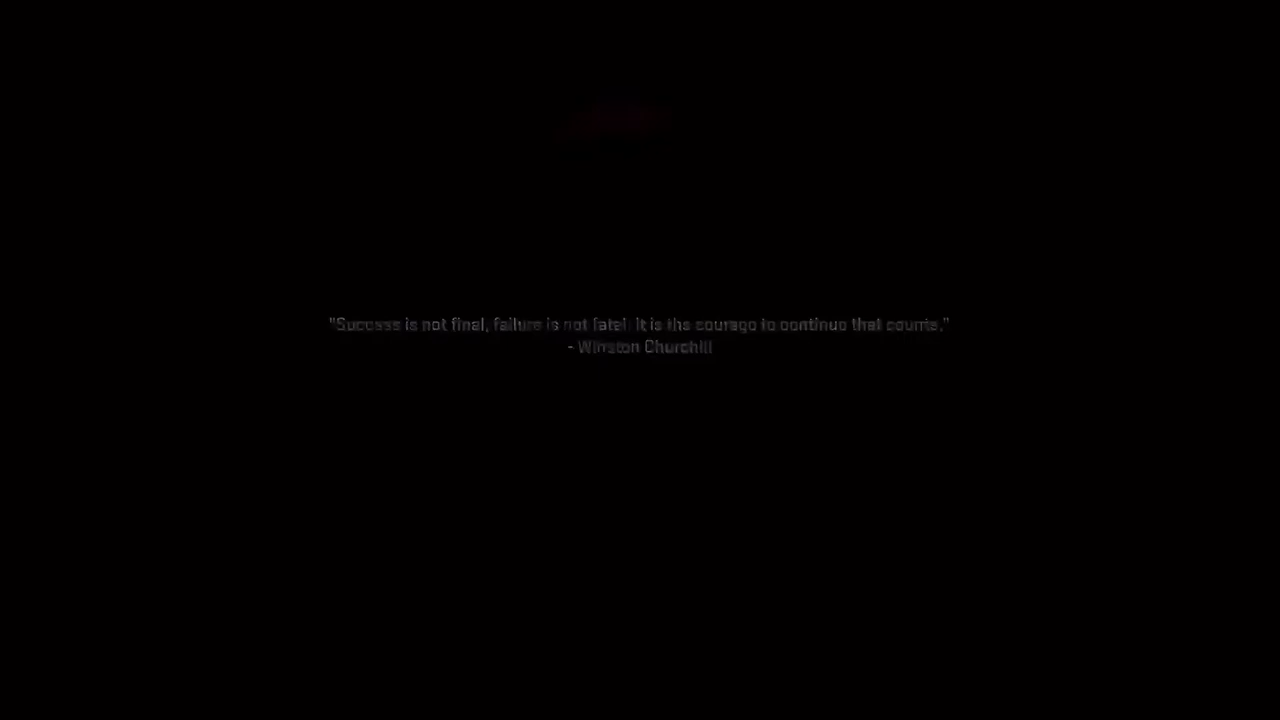 "Success is not final, failure is not fatal: it is the courage to continue that counts."
- Winston Churchill